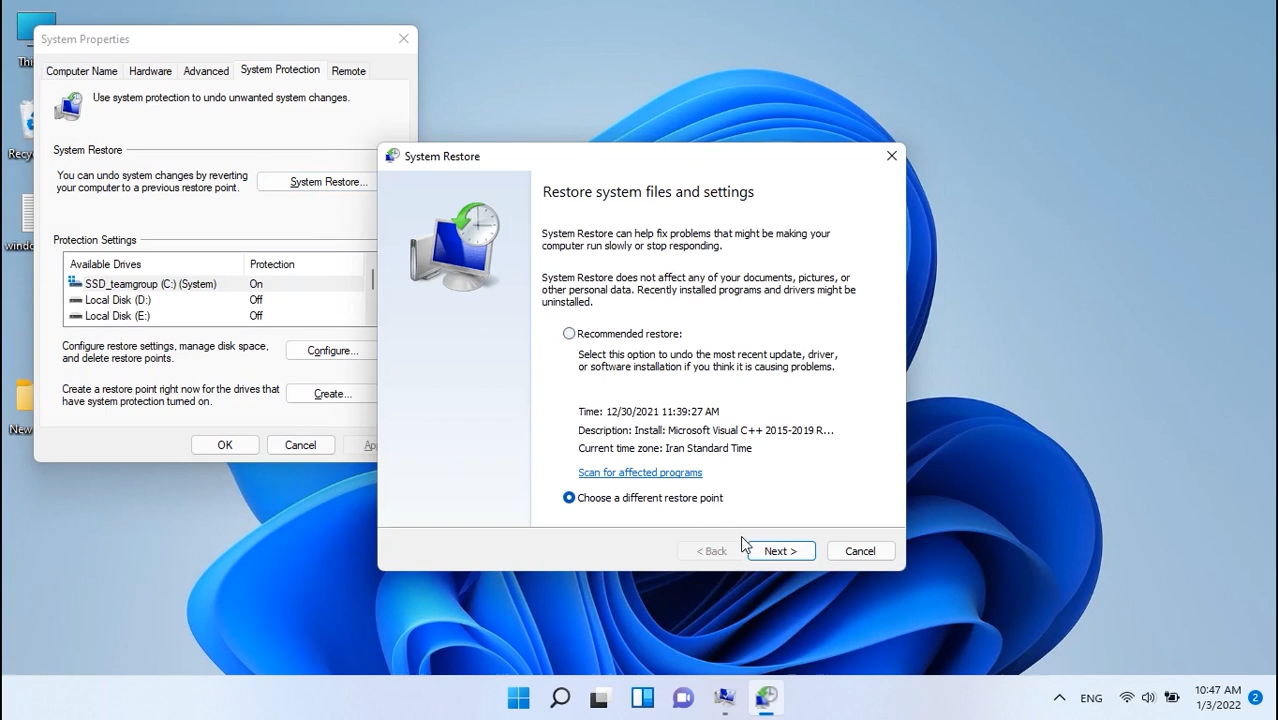 Thi
Recy
windo
New
System Properties
Computer Name
Hardware
Advanced
System Protection
Remote
Use system protection to undo unwanted system changes.
System Restore
You can undo system changes by reverting
your computer to a previous restore point.
System Restore...
Protection Settings
Available Drives Protection
SSD_teamgroup (C:) (System) On
Local Disk (D:) Off
Local Disk (E:) Off
Configure restore settings, manage disk space,
and delete restore points.
Configure...
Create a restore point right now for the drives that
have system protection turned on.
Create...
OK
Cancel
Ap
System Restore
Restore system files and settings
System Restore can help fix problems that might be making your
computer run slowly or stop responding.
System Restore does not affect any of your documents, pictures, or
other personal data. Recently installed programs and drivers might be
uninstalled.
Recommended restore:
Select this option to undo the most recent update, driver,
or software installation if you think it is causing problems.
Time: 12/30/2021 11:39:27 AM
Description: Install: Microsoft Visual C++ 2015-2019 R...
Current time zone: Iran Standard Time
Scan for affected programs
Choose a different restore point
< Back
Next >
Cancel
ENG
10:47 AM
1/3/2022
2